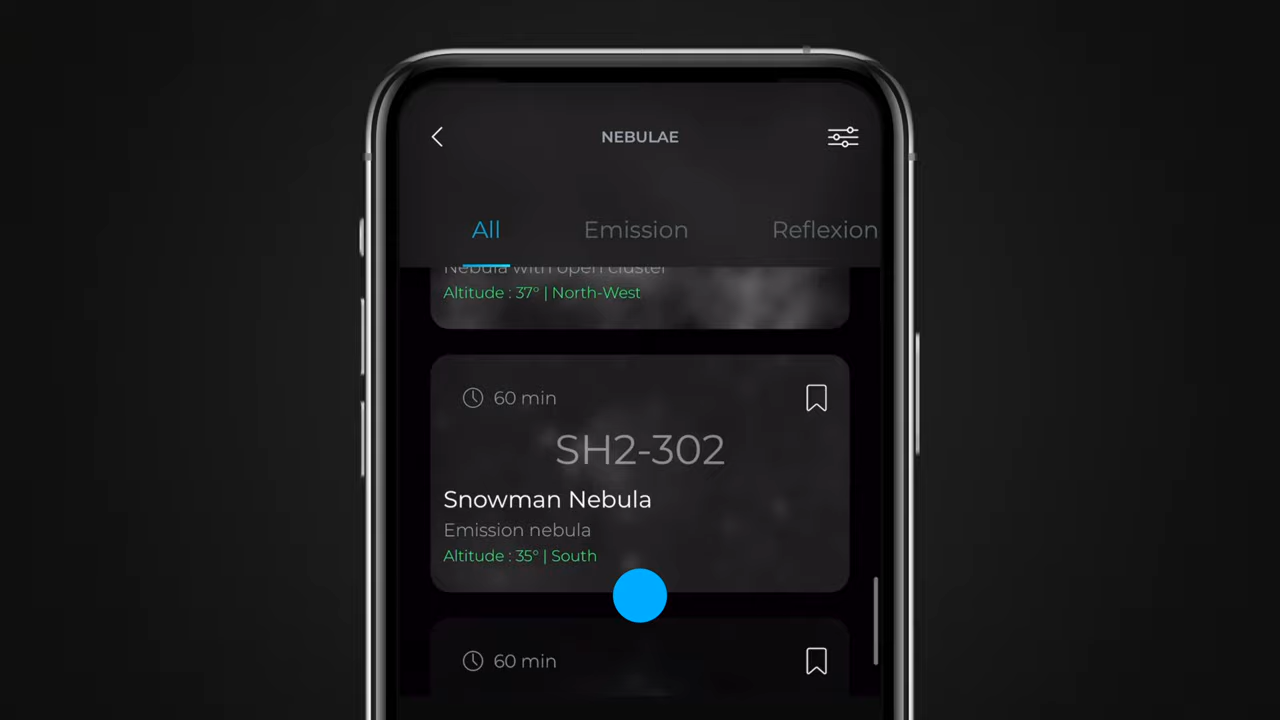 NEBULAE
All Emission Reflexion
Nebula with open cluster
Altitude : 37° | North-West
60 min
SH2-302
Snowman Nebula
Emission nebula
Altitude : 35° | South
60 min